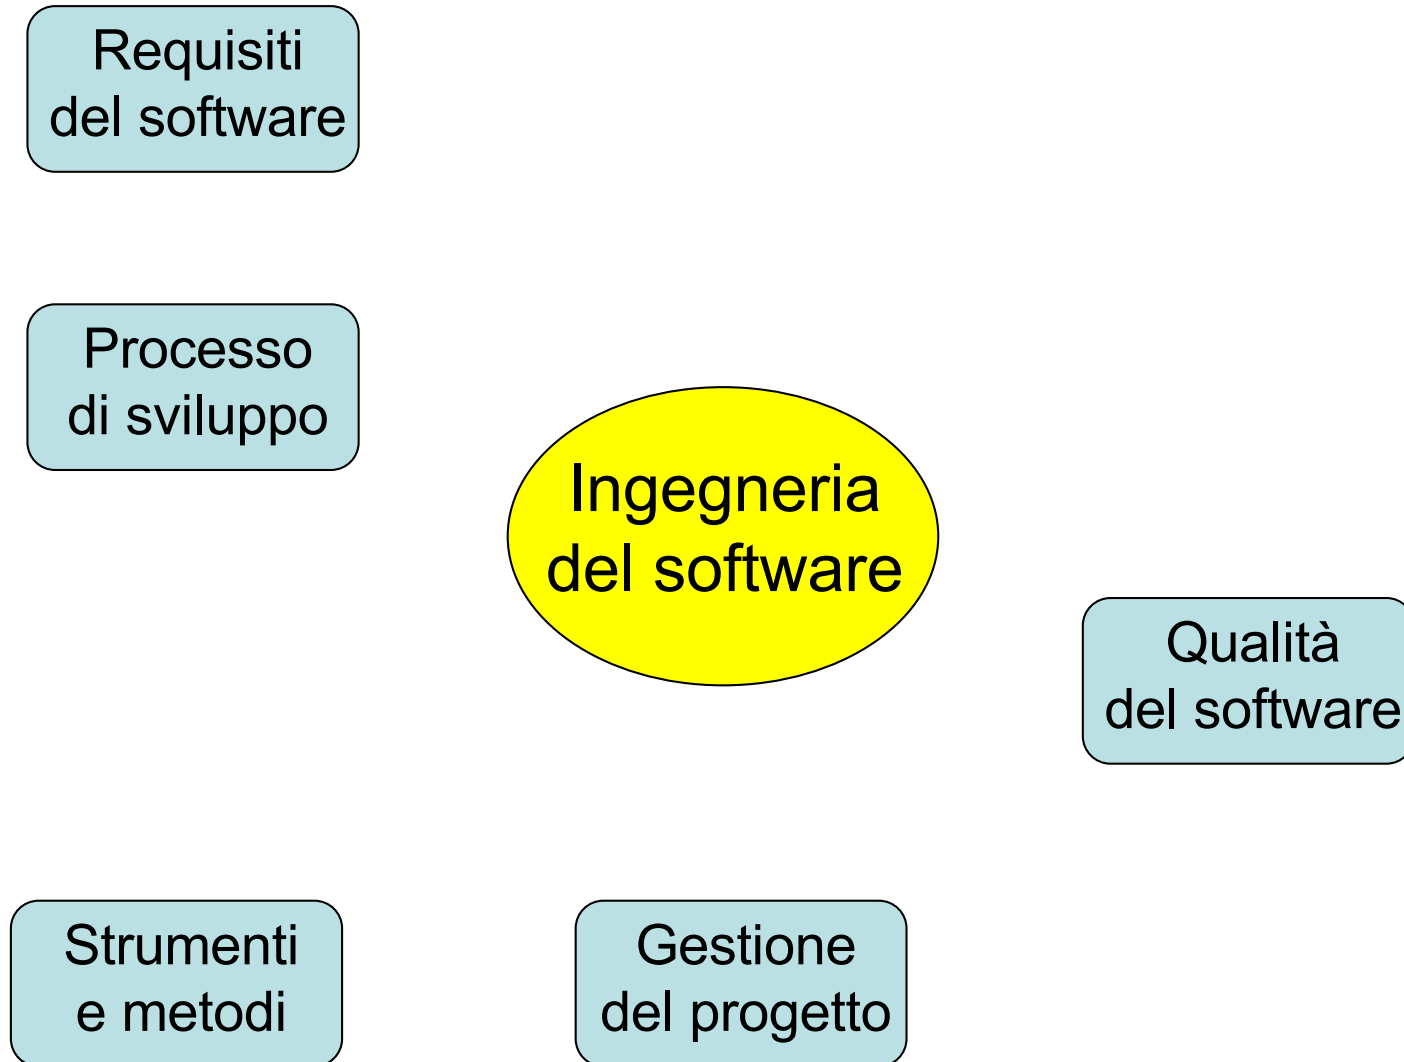 Requisiti
del software
Processo
di sviluppo
Ingegneria
del software
Qualità
del software
Strumenti
e metodi
Gestione
del progetto